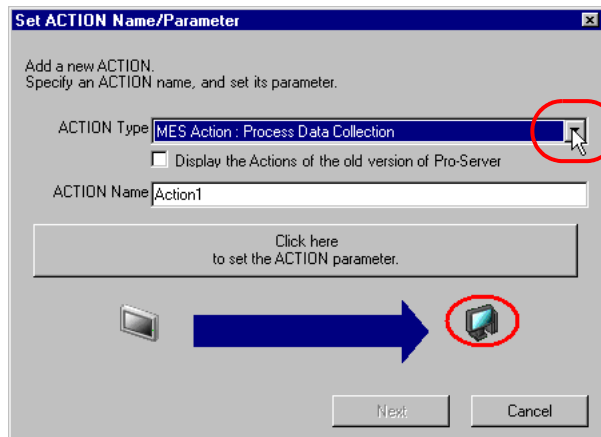 Set ACTION Name/Parameter
Add a new ACTION.
Specify an ACTION name, and set its parameter.
ACTION Type MES Action : Process Data Collection
Display the Actions of the old version of Pro-Server
ACTION Name Action1
Click here
to set the ACTION parameter.
Next Cancel